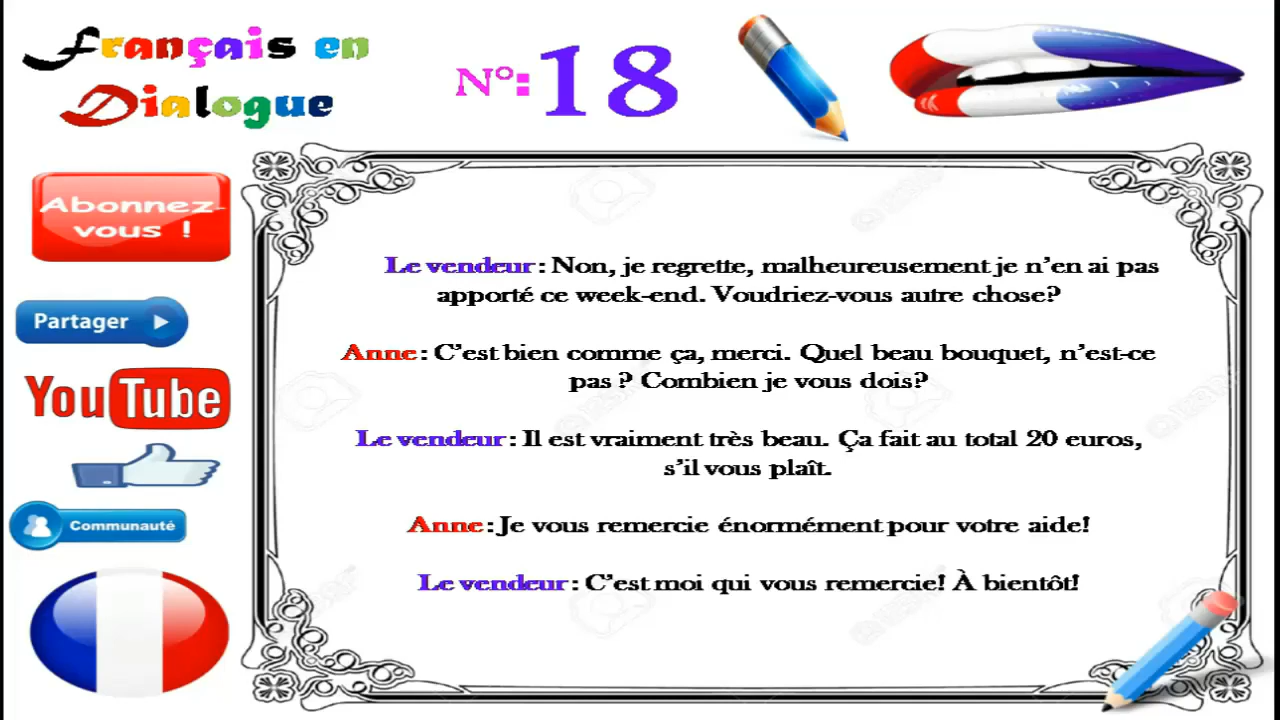 Français en
Dialogue
N°:18
Abonnez-
vous !
Partager
YouTube
Communauté
Le vendeur : Non, je regrette, malheureusement je n'en ai pas
apporté ce week-end. Voudriez-vous autre chose?
Anne : C'est bien comme ça, merci. Quel beau bouquet, n'est-ce
pas ? Combien je vous dois?
Le vendeur : Il est vraiment très beau. Ça fait au total 20 euros,
s'il vous plaît.
Anne : Je vous remercie énormément pour votre aide!
Le vendeur : C'est moi qui vous remercie! À bientôt!